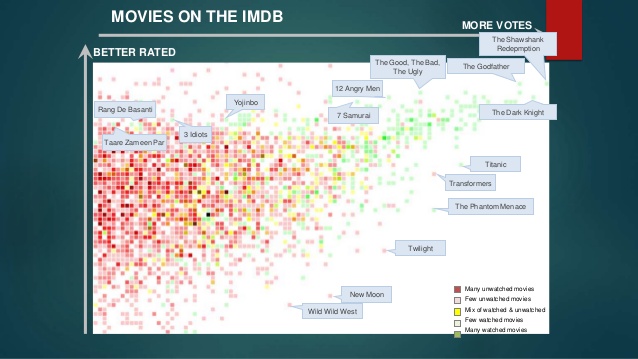 MOVIES ON THE IMDB
MORE VOTES
BETTER RATED
The Shawshank
Redepmption
The Good, The Bad,
The Ugly
The Godfather
12 Angry Men
Yojinbo
Rang De Basanti
7 Samurai
The Dark Knight
3 Idiots
Taare Zameen Par
Titanic
Transformers
The Phantom Menace
Twilight
New Moon
Wild Wild West
Many unwatched movies
Few unwatched movies
Mix of watched & unwatched
Few watched movies
Many watched movies